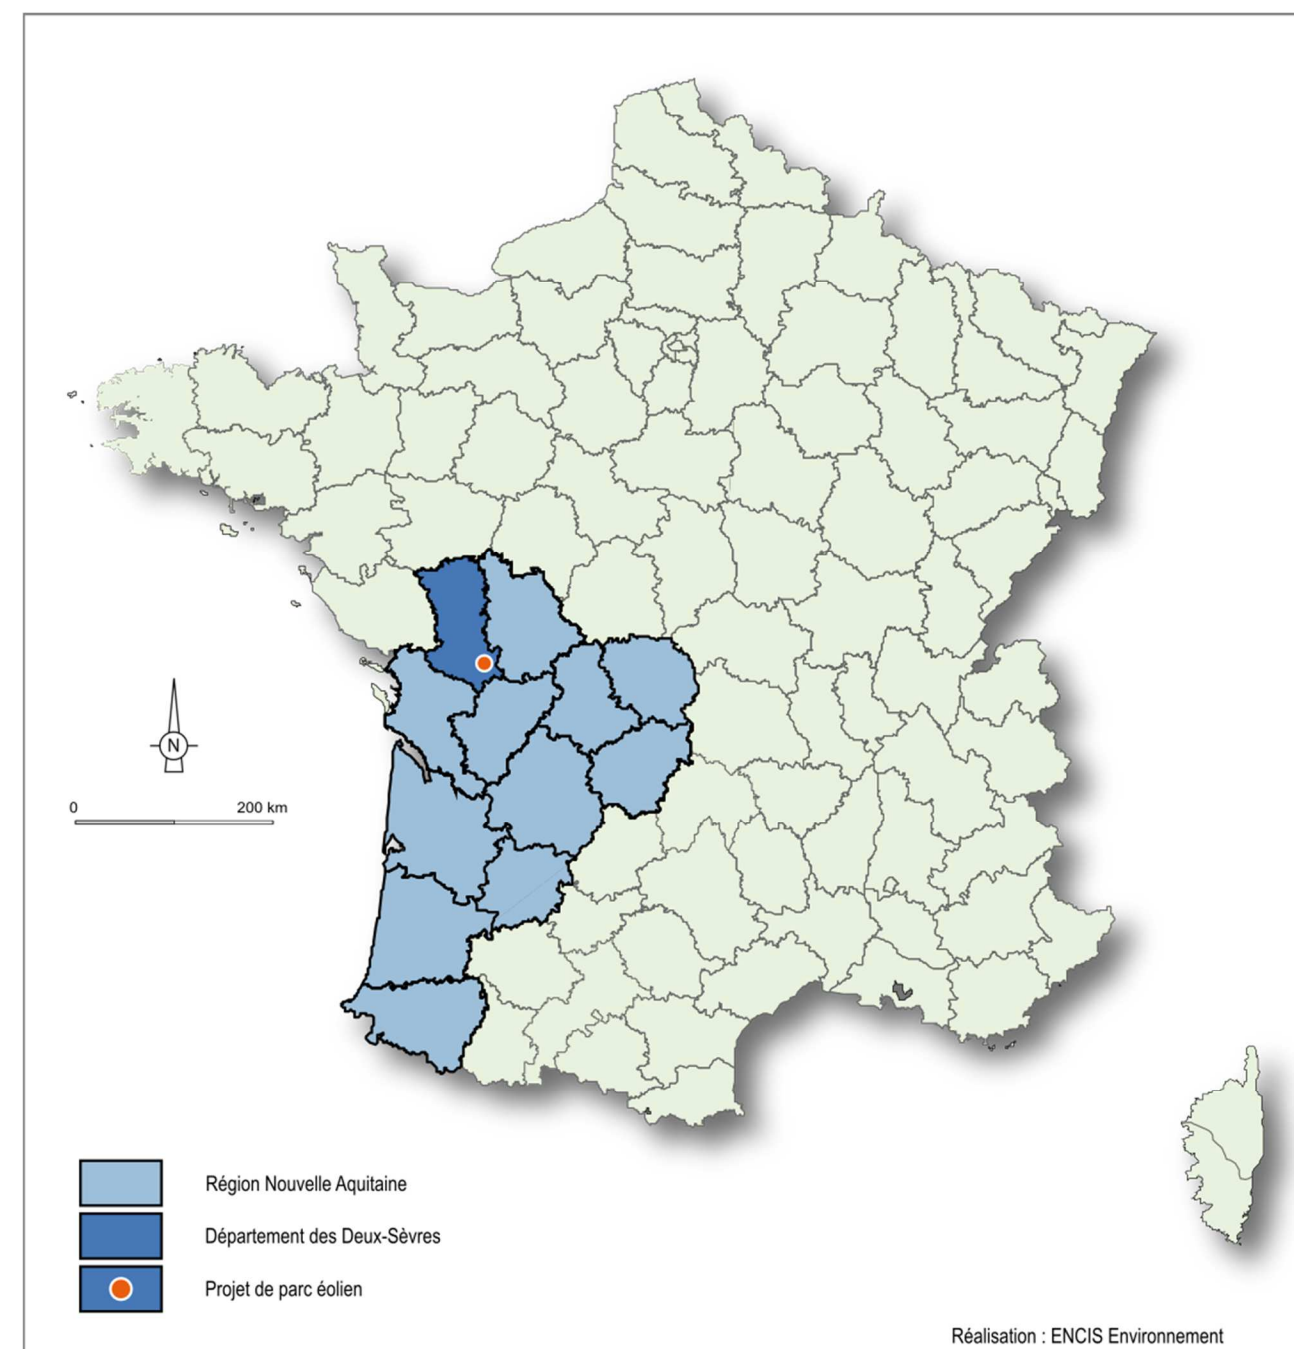 N
0 200 km
Région Nouvelle Aquitaine
Département des Deux-Sèvres
Projet de parc éolien
Réalisation : ENCIS Environnement